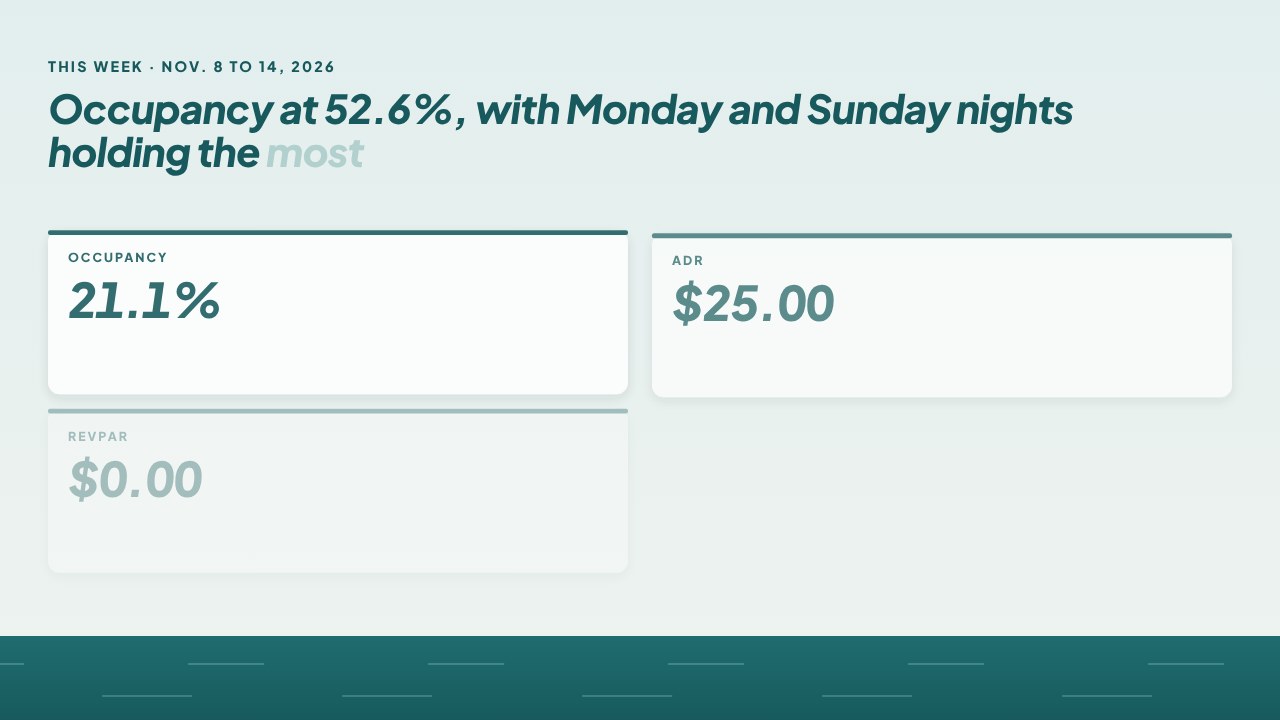 THIS WEEK · NOV. 8 TO 14, 2026
Occupancy at 52.6%, with Monday and Sunday nights
holding the most
OCCUPANCY
21.1%
ADR
$25.00
REVPAR
$0.00